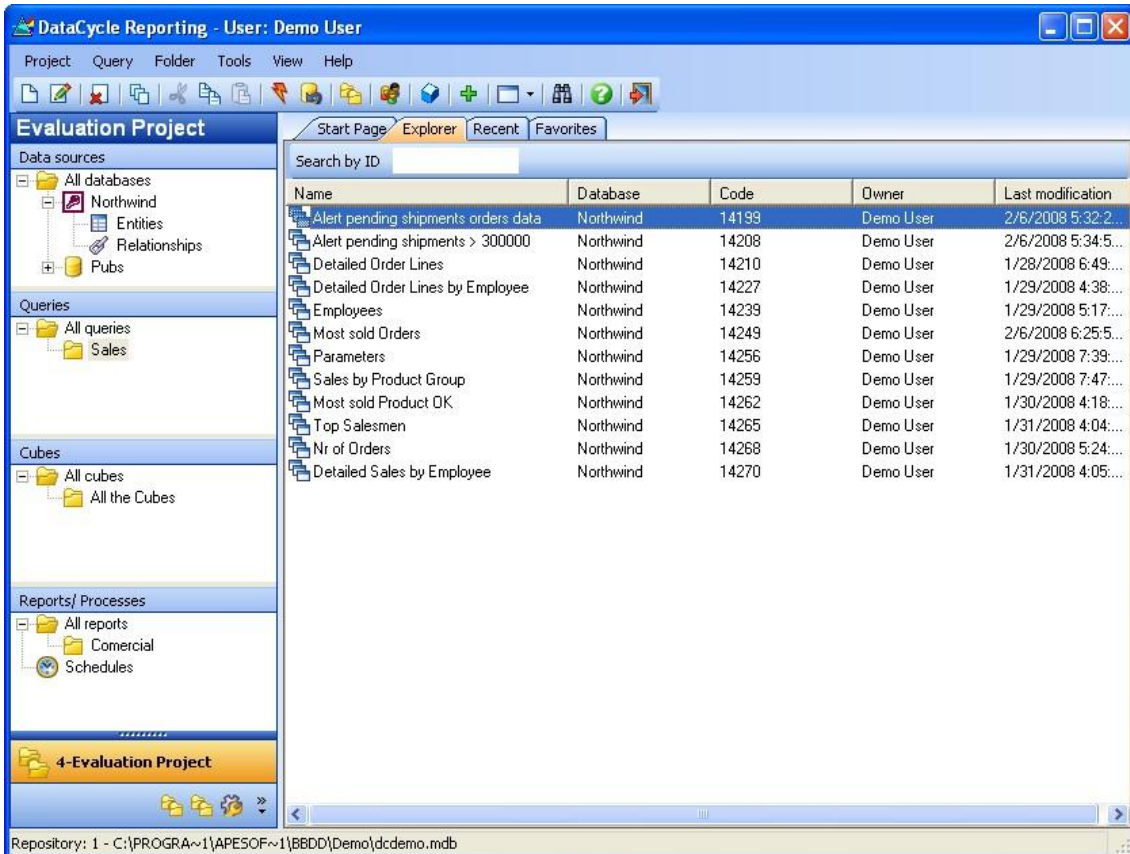 DataCycle Reporting - User: Demo User
Project Query Folder Tools View Help
Evaluation Project
Start Page Explorer Recent Favorites
Data sources
Search by ID
All databases
Northwind
Entities
Relationships
Pubs
Queries
All queries
Sales
Cubes
All cubes
All the Cubes
Reports/ Processes
All reports
Comercial
Schedules
4-Evaluation Project
Name Database Code Owner Last modification
Alert pending shipments orders data Northwind 14199 Demo User 2/6/2008 5:32:2...
Alert pending shipments > 300000 Northwind 14208 Demo User 2/6/2008 5:34:5...
Detailed Order Lines Northwind 14210 Demo User 1/28/2008 6:49:...
Detailed Order Lines by Employee Northwind 14227 Demo User 1/29/2008 4:38:...
Employees Northwind 14239 Demo User 1/29/2008 5:17:...
Most sold Orders Northwind 14249 Demo User 2/6/2008 6:25:5...
Parameters Northwind 14256 Demo User 1/29/2008 7:39:...
Sales by Product Group Northwind 14259 Demo User 1/29/2008 7:47:...
Most sold Product OK Northwind 14262 Demo User 1/30/2008 4:18:...
Top Salesmen Northwind 14265 Demo User 1/31/2008 4:04:...
Nr of Orders Northwind 14268 Demo User 1/30/2008 5:24:...
Detailed Sales by Employee Northwind 14270 Demo User 1/31/2008 4:05:...
Repository: 1 - C:\PROGRA~1\APESOF~1\BBDD\Demo\dcdemo.mdb